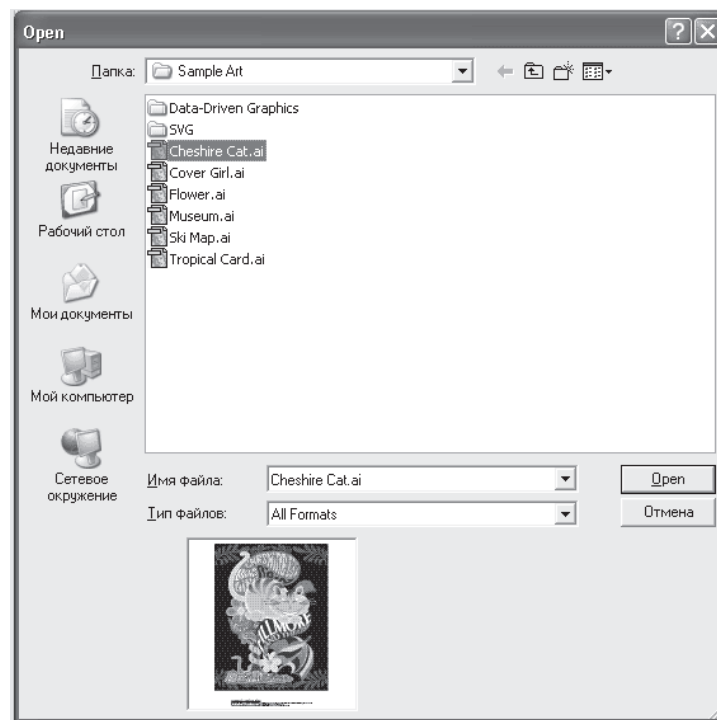 Open
Папка: Sample Art
Data-Driven Graphics
SVG
Cheshire Cat.ai
Cover Girl.ai
Flower.ai
Museum.ai
Ski Map.ai
Tropical Card.ai
Недавние
документы
Рабочий стол
Мои документы
Мой компьютер
Сетевое
окружение
Имя файла: Cheshire Cat.ai Open
Тип файлов: All Formats Отмена